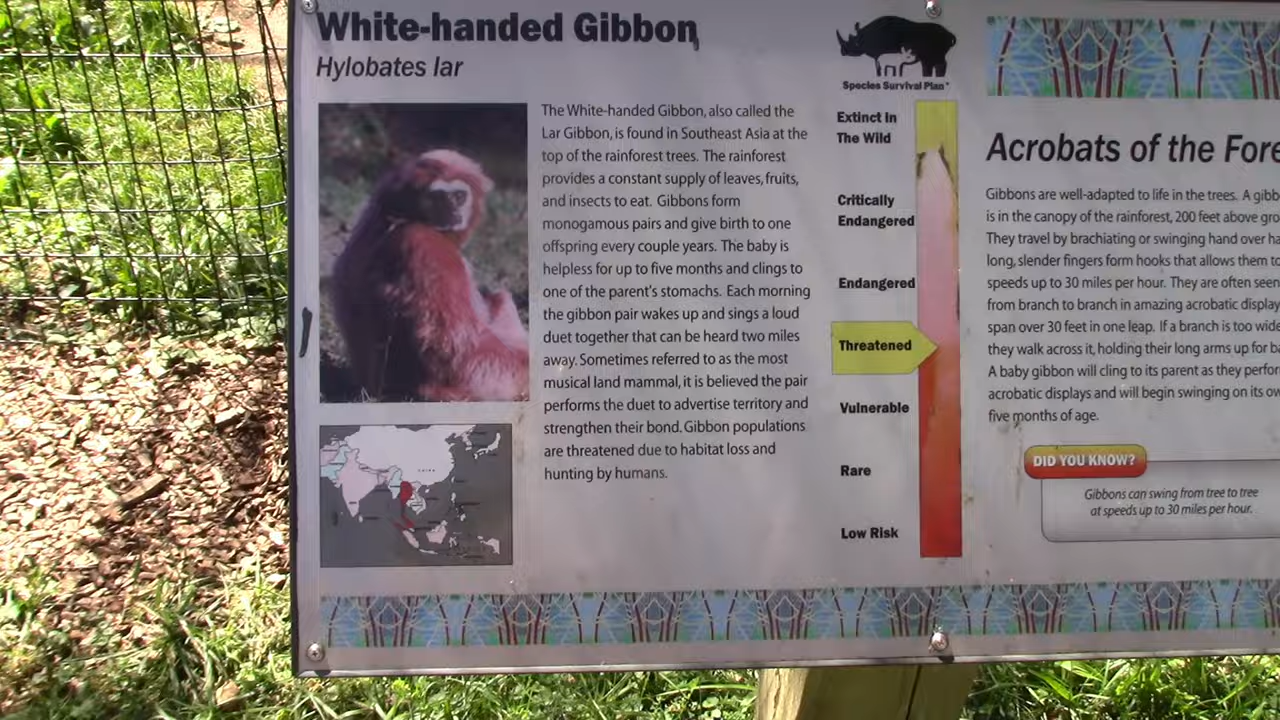 White-handed Gibbon
Hylobates lar
The White-handed Gibbon, also called the
Lar Gibbon, is found in Southeast Asia at the
top of the rainforest trees. The rainforest
provides a constant supply of leaves, fruits,
and insects to eat. Gibbons form
monogamous pairs and give birth to one
offspring every couple years. The baby is
helpless for up to five months and clings to
one of the parent's stomachs. Each morning
the gibbon pair wakes up and sings a loud
duet together that can be heard two miles
away. Sometimes referred to as the most
musical land mammal, it is believed the pair
performs the duet to advertise territory and
strengthen their bond. Gibbon populations
are threatened due to habitat loss and
hunting by humans.
CHINA
Species Survival Plan®
Extinct In
The Wild
Critically
Endangered
Endangered
Threatened
Vulnerable
Rare
Low Risk
Acrobats of the Fore
Gibbons are well-adapted to life in the trees. A gibb
is in the canopy of the rainforest, 200 feet above gro
They travel by brachiating or swinging hand over ha
long, slender fingers form hooks that allows them to
speeds up to 30 miles per hour. They are often seen
from branch to branch in amazing acrobatic display
span over 30 feet in one leap. If a branch is too wide
they walk across it, holding their long arms up for ba
A baby gibbon will cling to its parent as they perfor
acrobatic displays and will begin swinging on its ow
five months of age.
DID YOU KNOW?
Gibbons can swing from tree to tree
at speeds up to 30 miles per hour.